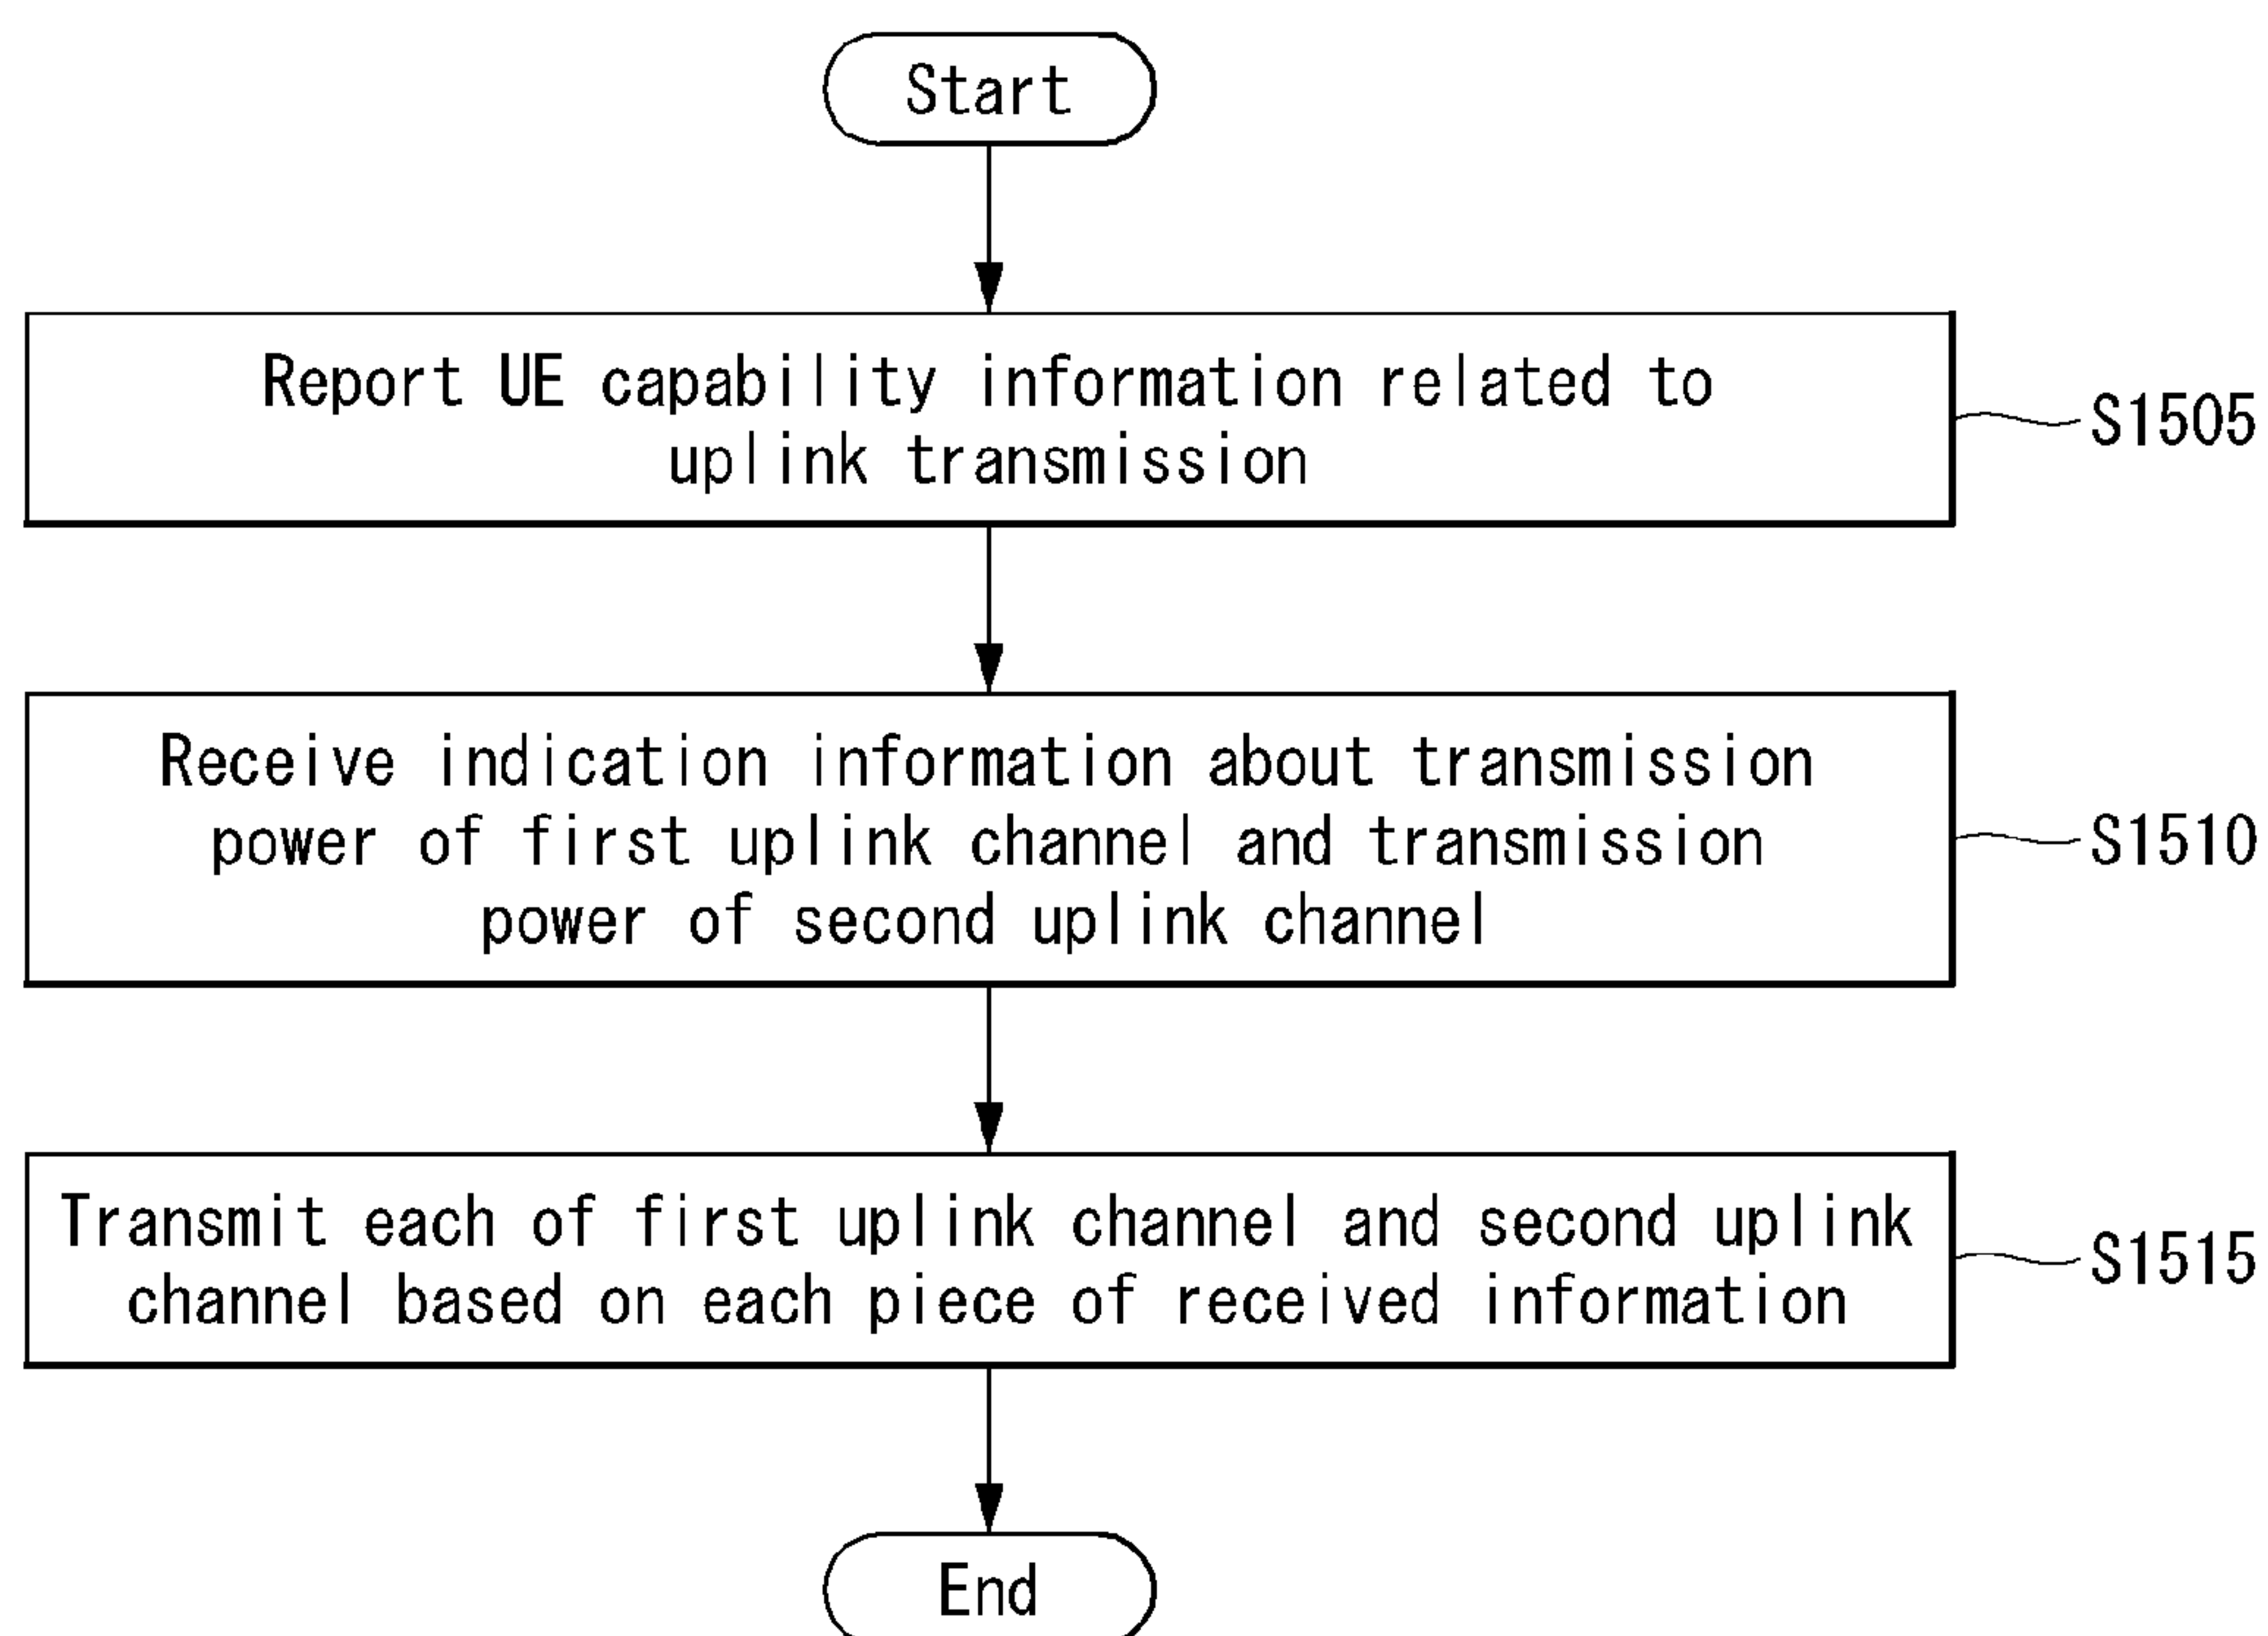 Start
Report UE capability information related to
uplink transmission
S1505
Receive indication information about transmission
power of first uplink channel and transmission
power of second uplink channel
S1510
Transmit each of first uplink channel and second uplink
channel based on each piece of received information
S1515
End